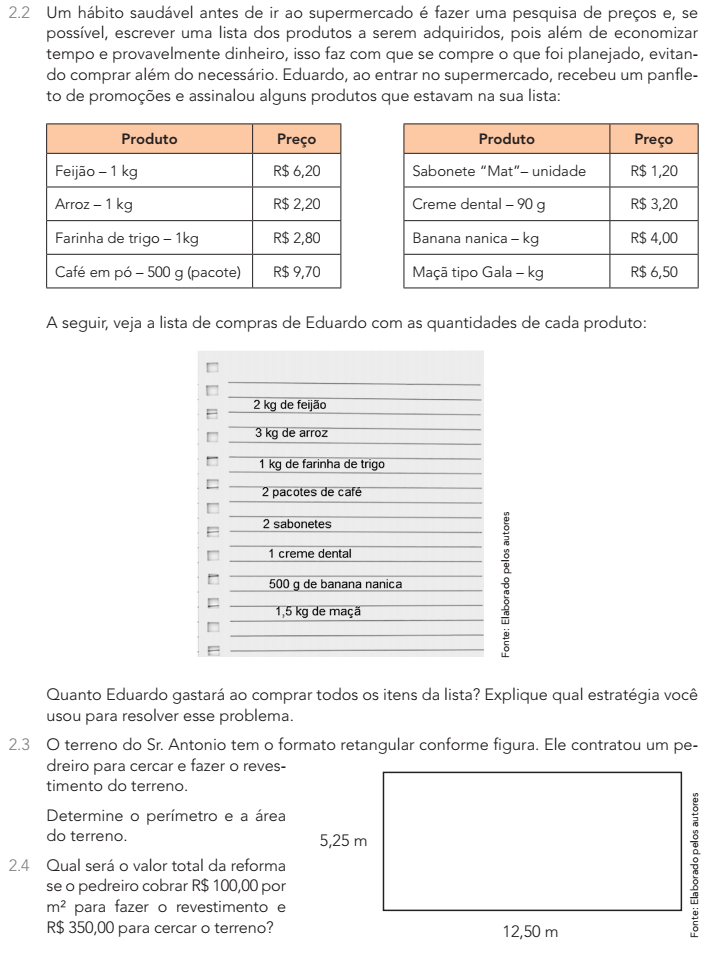 2.2 Um hábito saudável antes de ir ao supermercado é fazer uma pesquisa de preços e, se
possível, escrever uma lista dos produtos a serem adquiridos, pois além de economizar
tempo e provavelmente dinheiro, isso faz com que se compre o que foi planejado, evitan-
do comprar além do necessário. Eduardo, ao entrar no supermercado, recebeu um panfle-
to de promoções e assinalou alguns produtos que estavam na sua lista:
Produto Preço
Feijão – 1 kg R$ 6,20
Arroz – 1 kg R$ 2,20
Farinha de trigo – 1kg R$ 2,80
Café em pó – 500 g (pacote) R$ 9,70
Produto Preço
Sabonete "Mat"– unidade R$ 1,20
Creme dental – 90 g R$ 3,20
Banana nanica – kg R$ 4,00
Maçã tipo Gala – kg R$ 6,50
A seguir, veja a lista de compras de Eduardo com as quantidades de cada produto:
2 kg de feijão
3 kg de arroz
1 kg de farinha de trigo
2 pacotes de café
2 sabonetes
1 creme dental
500 g de banana nanica
1,5 kg de maçã
Fonte: Elaborado pelos autores
Quanto Eduardo gastará ao comprar todos os itens da lista? Explique qual estratégia você
usou para resolver esse problema.
2.3 O terreno do Sr. Antonio tem o formato retangular conforme figura. Ele contratou um pe-
dreiro para cercar e fazer o reves-
timento do terreno.
Determine o perímetro e a área
do terreno.
2.4 Qual será o valor total da reforma
se o pedreiro cobrar R$ 100,00 por
m² para fazer o revestimento e
R$ 350,00 para cercar o terreno?
5,25 m
12,50 m
Fonte: Elaborado pelos autores